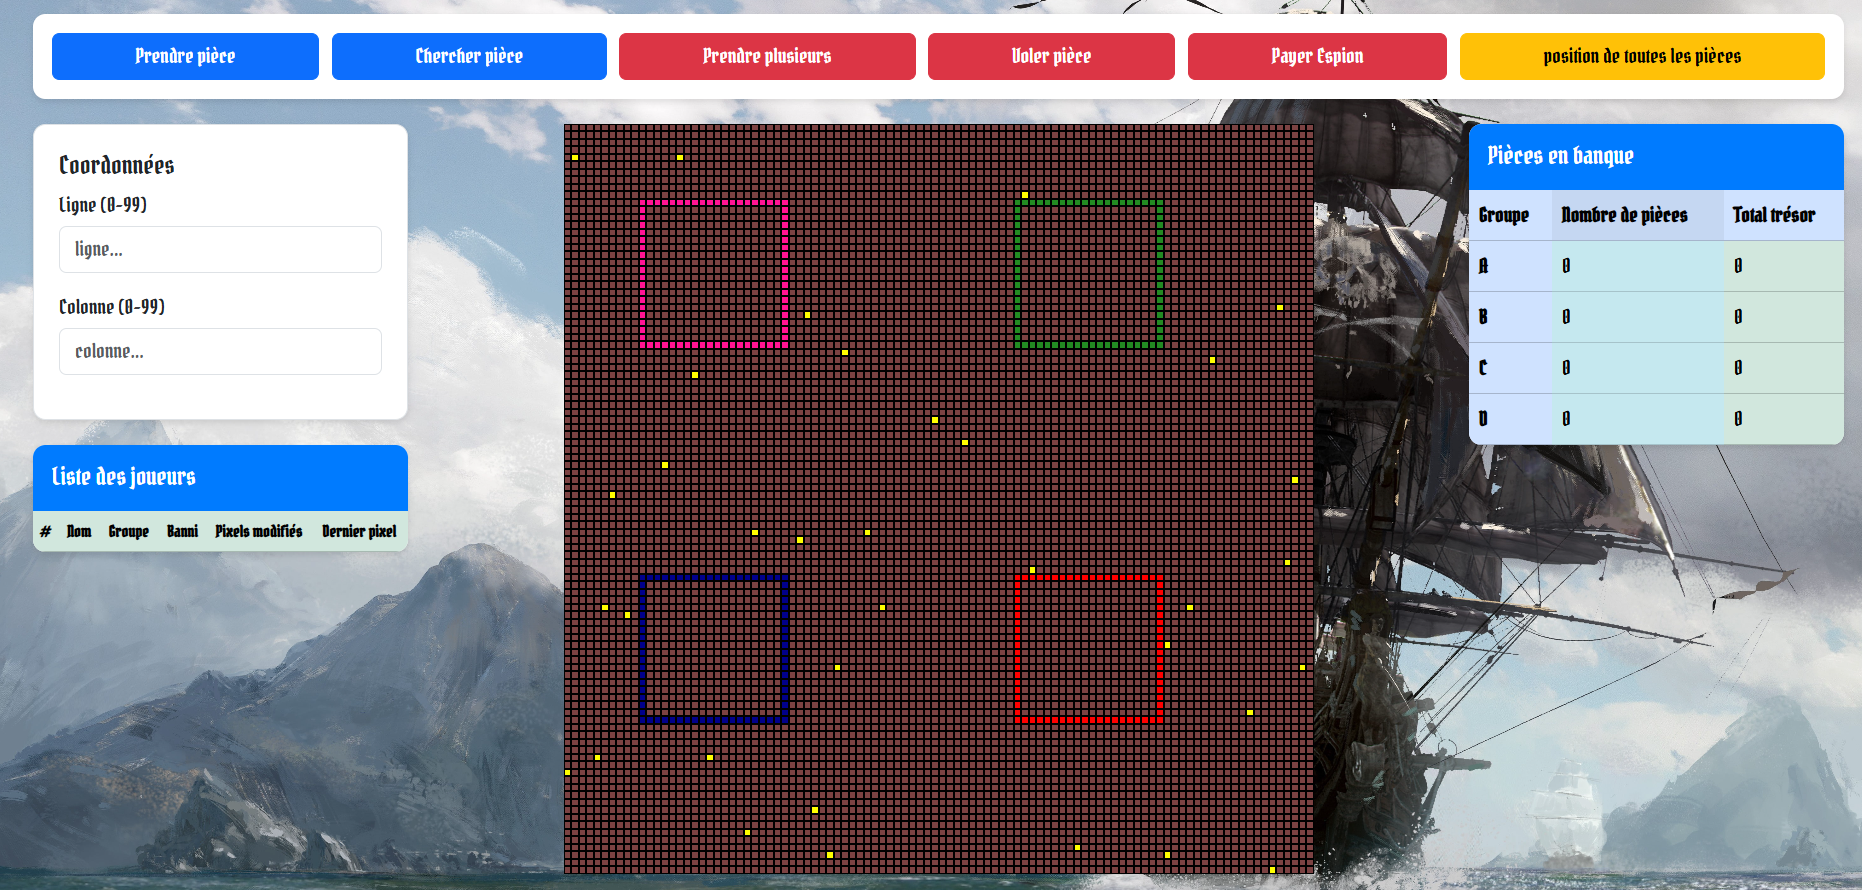 Prendre pièce
Chercher pièce
Prendre plusieurs
Voler pièce
Payer Espion
position de toutes les pièces
Coordonnées
Ligne (0-99)
ligne...
Colonne (0-99)
colonne...
Liste des joueurs
# Nom Groupe Banni Pixels modifiés Dernier pixel
Pièces en banque
Groupe Nombre de pièces Total trésor
A 0 0
B 0 0
C 0 0
D 0 0